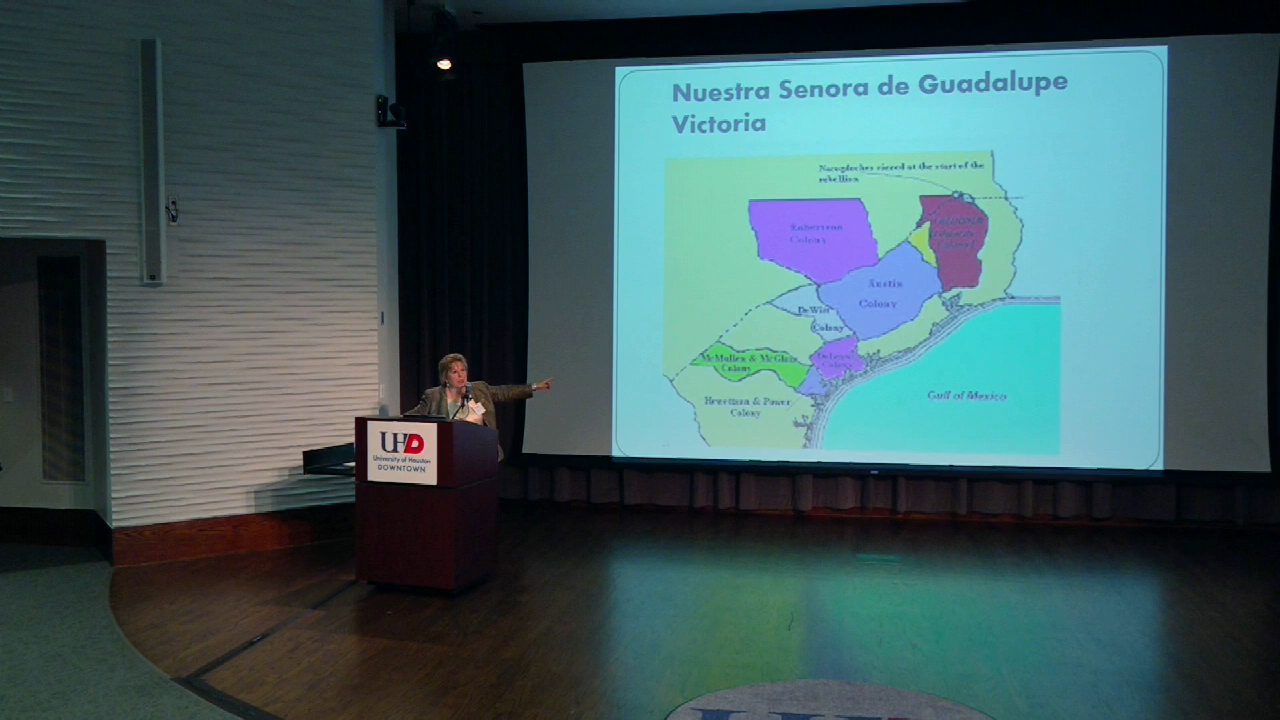 Nuestra Senora de Guadalupe
Victoria
Nacogdoches seized at the start of the
rebellion
Robertson
Colony
Austin
Colony
DeWitt
Colony
McMullen & McGloin
Colony
Colony
Hewetson & Power
Colony
Gulf of Mexico
UHD
University of Houston
DOWNTOWN